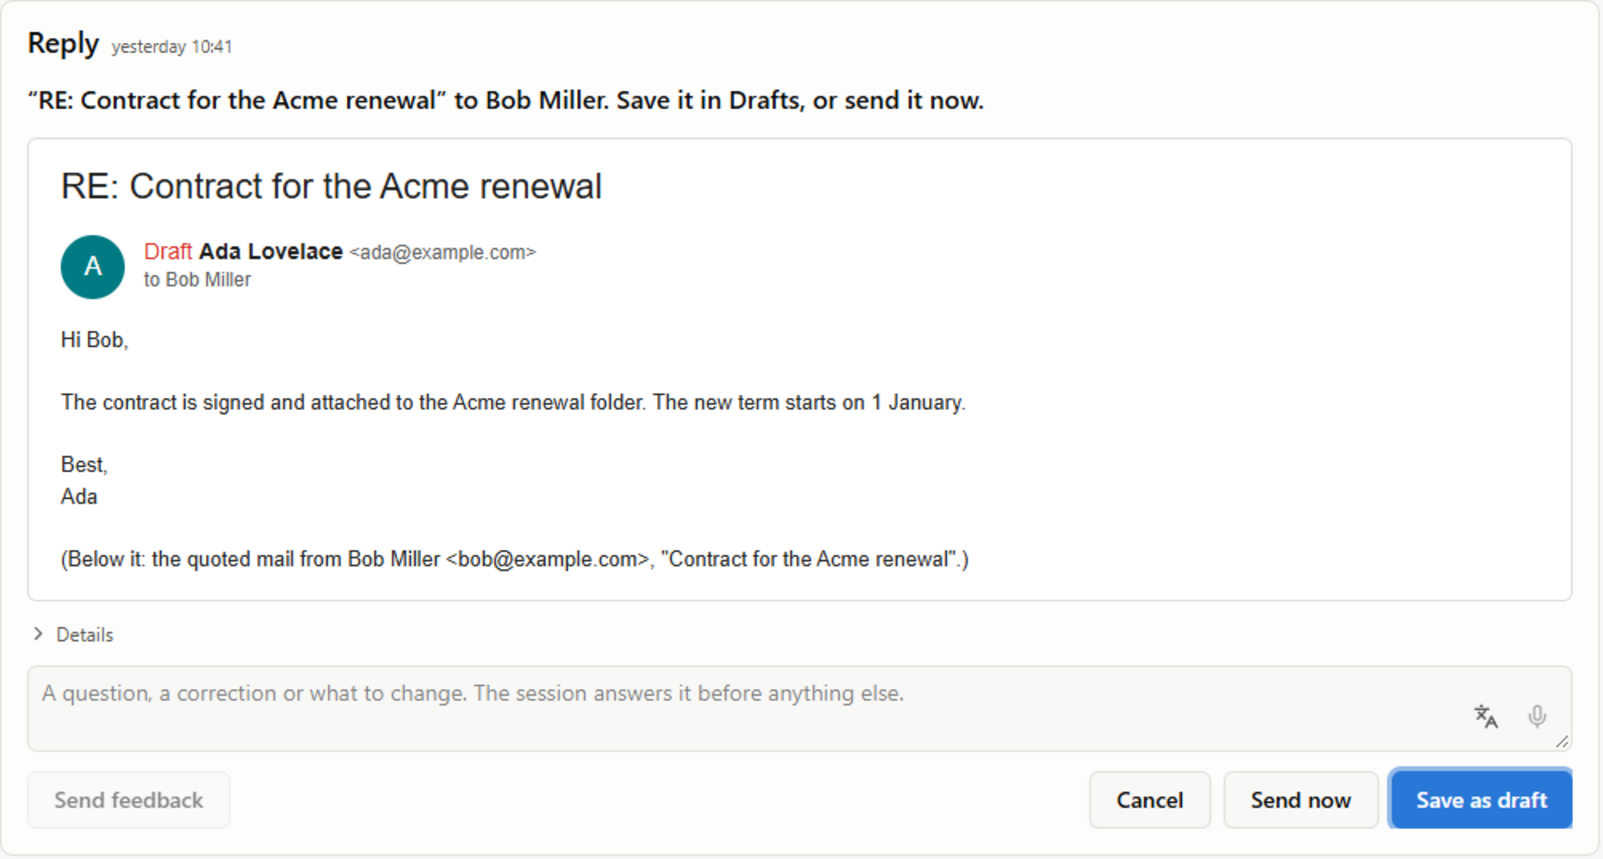 Reply yesterday 10:41
“RE: Contract for the Acme renewal” to Bob Miller. Save it in Drafts, or send it now.
RE: Contract for the Acme renewal
A
Draft Ada Lovelace <ada@example.com>
to Bob Miller
Hi Bob,
The contract is signed and attached to the Acme renewal folder. The new term starts on 1 January.
Best,
Ada
(Below it: the quoted mail from Bob Miller <bob@example.com>, "Contract for the Acme renewal".)
Details
A question, a correction or what to change. The session answers it before anything else.
Send feedback Cancel Send now Save as draft